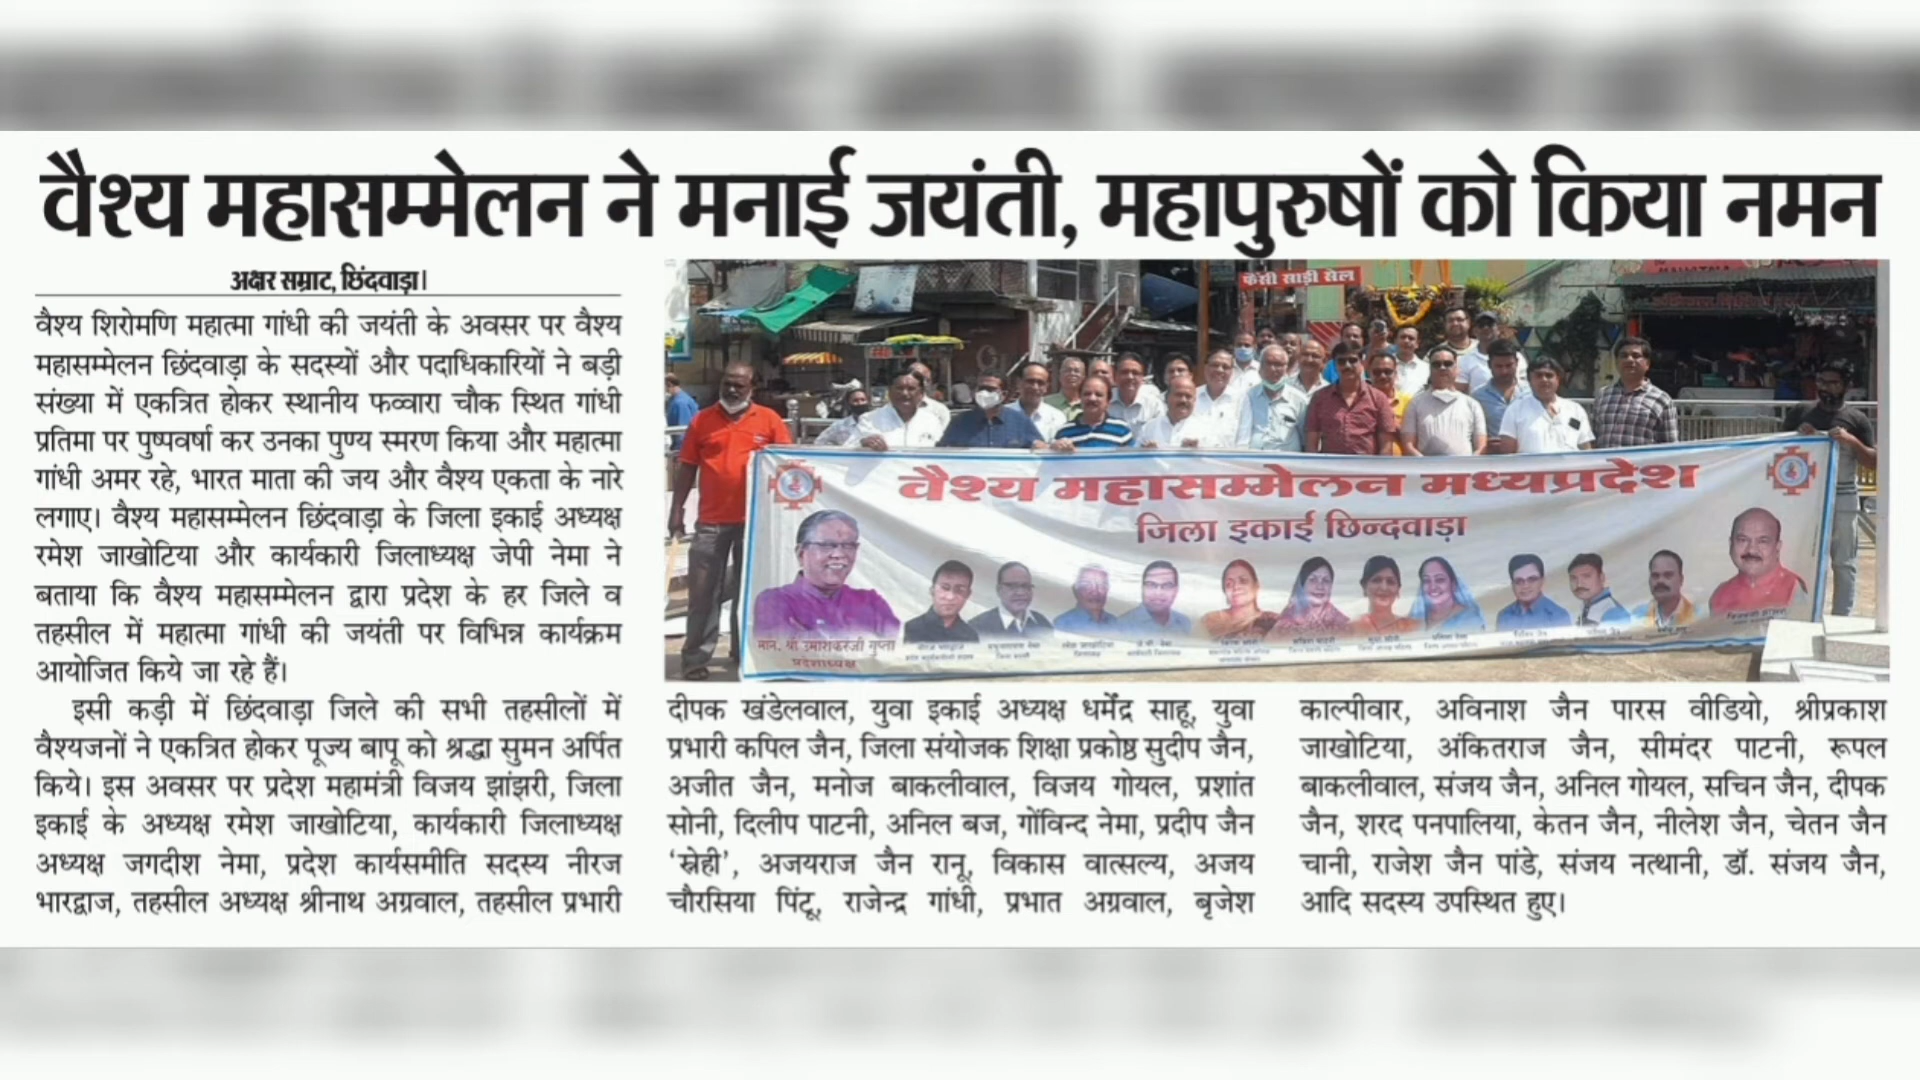 वैश्य महासम्मेलन ने मनाई जयंती, महापुरुषों को किया नमन
अक्षर सम्राट, छिंदवाड़ा।
वैश्य शिरोमणि महात्मा गांधी की जयंती के अवसर पर वैश्य
महासम्मेलन छिंदवाड़ा के सदस्यों और पदाधिकारियों ने बड़ी
संख्या में एकत्रित होकर स्थानीय फव्वारा चौक स्थित गांधी
प्रतिमा पर पुष्पवर्षा कर उनका पुण्य स्मरण किया और महात्मा
गांधी अमर रहे, भारत माता की जय और वैश्य एकता के नारे
लगाए। वैश्य महासम्मेलन छिंदवाड़ा के जिला इकाई अध्यक्ष
रमेश जाखोटिया और कार्यकारी जिलाध्यक्ष जेपी नेमा ने
बताया कि वैश्य महासम्मेलन द्वारा प्रदेश के हर जिले व
तहसील में महात्मा गांधी की जयंती पर विभिन्न कार्यक्रम
आयोजित किये जा रहे हैं।
इसी कड़ी में छिंदवाड़ा जिले की सभी तहसीलों में
वैश्यजनों ने एकत्रित होकर पूज्य बापू को श्रद्धा सुमन अर्पित
किये। इस अवसर पर प्रदेश महामंत्री विजय झांझरी, जिला
इकाई के अध्यक्ष रमेश जाखोटिया, कार्यकारी जिलाध्यक्ष
अध्यक्ष जगदीश नेमा, प्रदेश कार्यसमीति सदस्य नीरज
भारद्वाज, तहसील अध्यक्ष श्रीनाथ अग्रवाल, तहसील प्रभारी
फैंसी साड़ी सेल
वैश्य महासम्मेलन मध्यप्रदेश
जिला इकाई छिन्दवाड़ा
मान. श्री उमाशंकरजी गुप्ता
प्रदेशाध्यक्ष
दीपक खंडेलवाल, युवा इकाई अध्यक्ष धर्मेंद्र साहू, युवा
प्रभारी कपिल जैन, जिला संयोजक शिक्षा प्रकोष्ठ सुदीप जैन,
अजीत जैन, मनोज बाकलीवाल, विजय गोयल, प्रशांत
सोनी, दिलीप पाटनी, अनिल बज, गोंविन्द नेमा, प्रदीप जैन
‘स्नेही’, अजयराज जैन रानू, विकास वात्सल्य, अजय
चौरसिया पिंटू, राजेन्द्र गांधी, प्रभात अग्रवाल, बृजेश
काल्पीवार, अविनाश जैन पारस वीडियो, श्रीप्रकाश
जाखोटिया, अंकितराज जैन, सीमंदर पाटनी, रूपल
बाकलीवाल, संजय जैन, अनिल गोयल, सचिन जैन, दीपक
जैन, शरद पनपालिया, केतन जैन, नीलेश जैन, चेतन जैन
चानी, राजेश जैन पांडे, संजय नत्थानी, डॉ. संजय जैन,
आदि सदस्य उपस्थित हुए।